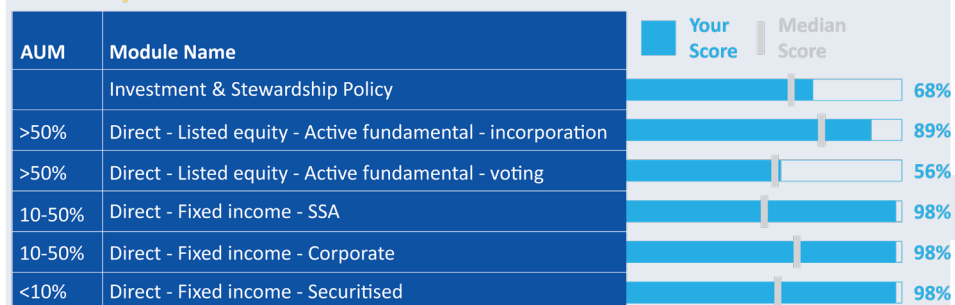 Your Median
AUM Module Name Score Score
Investment & Stewardship Policy 68%
>50% Direct - Listed equity - Active fundamental - incorporation 89%
>50% Direct - Listed equity - Active fundamental - voting 56%
10-50% Direct - Fixed income - SSA 98%
10-50% Direct - Fixed income - Corporate 98%
<10% Direct - Fixed income - Securitised 98%